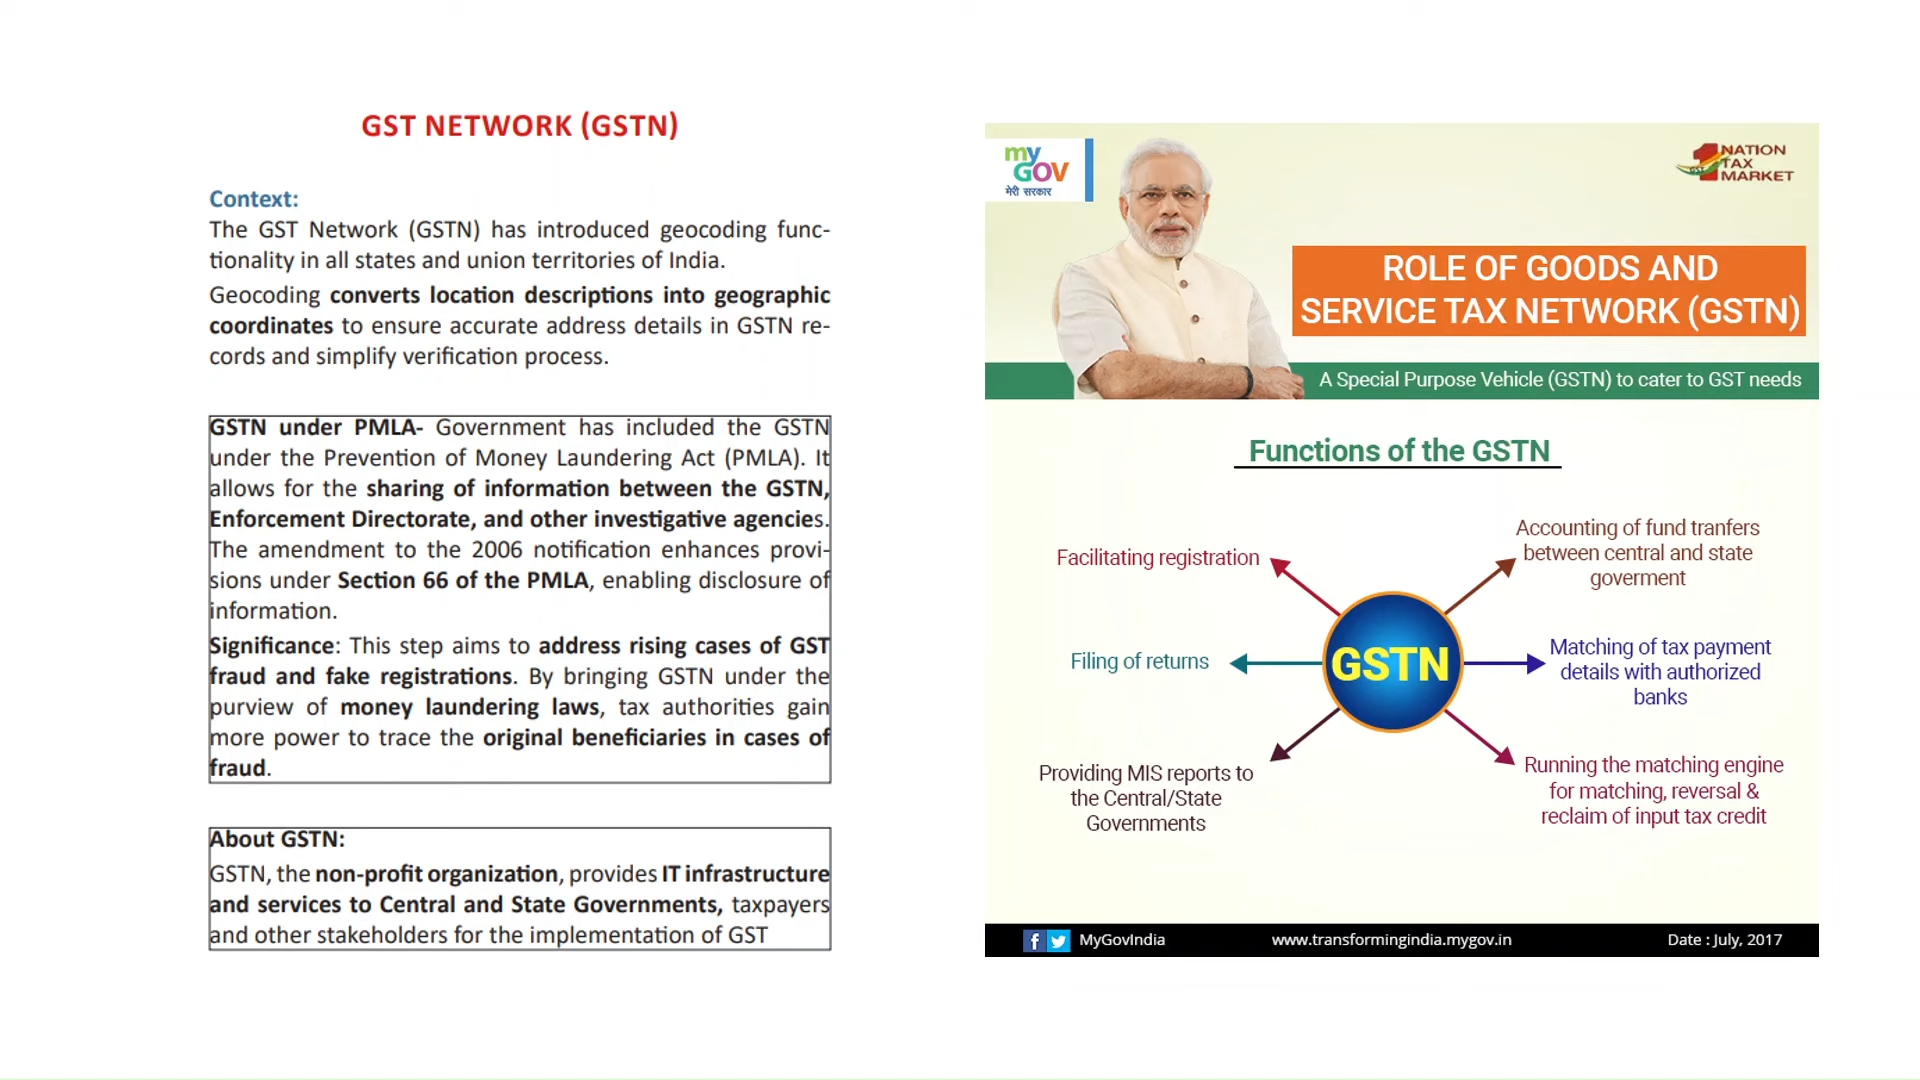 GST NETWORK (GSTN)
Context:
The GST Network (GSTN) has introduced geocoding func-
tionality in all states and union territories of India.
Geocoding converts location descriptions into geographic
coordinates to ensure accurate address details in GSTN re-
cords and simplify verification process.
GSTN under PMLA- Government has included the GSTN
under the Prevention of Money Laundering Act (PMLA). It
allows for the sharing of information between the GSTN,
Enforcement Directorate, and other investigative agencies.
The amendment to the 2006 notification enhances provi-
sions under Section 66 of the PMLA, enabling disclosure of
information.
Significance: This step aims to address rising cases of GST
fraud and fake registrations. By bringing GSTN under the
purview of money laundering laws, tax authorities gain
more power to trace the original beneficiaries in cases of
fraud.
About GSTN:
GSTN, the non-profit organization, provides IT infrastructure
and services to Central and State Governments, taxpayers
and other stakeholders for the implementation of GST
my
GOV
मेरी सरकार
1 NATION
TAX
MARKET
GST
ROLE OF GOODS AND
SERVICE TAX NETWORK (GSTN)
A Special Purpose Vehicle (GSTN) to cater to GST needs
Functions of the GSTN
Facilitating registration
Filing of returns
Providing MIS reports to
the Central/State
Governments
GSTN
Accounting of fund tranfers
between central and state
goverment
Matching of tax payment
details with authorized
banks
Running the matching engine
for matching, reversal &
reclaim of input tax credit
MyGovIndia
www.transformingindia.mygov.in
Date : July, 2017